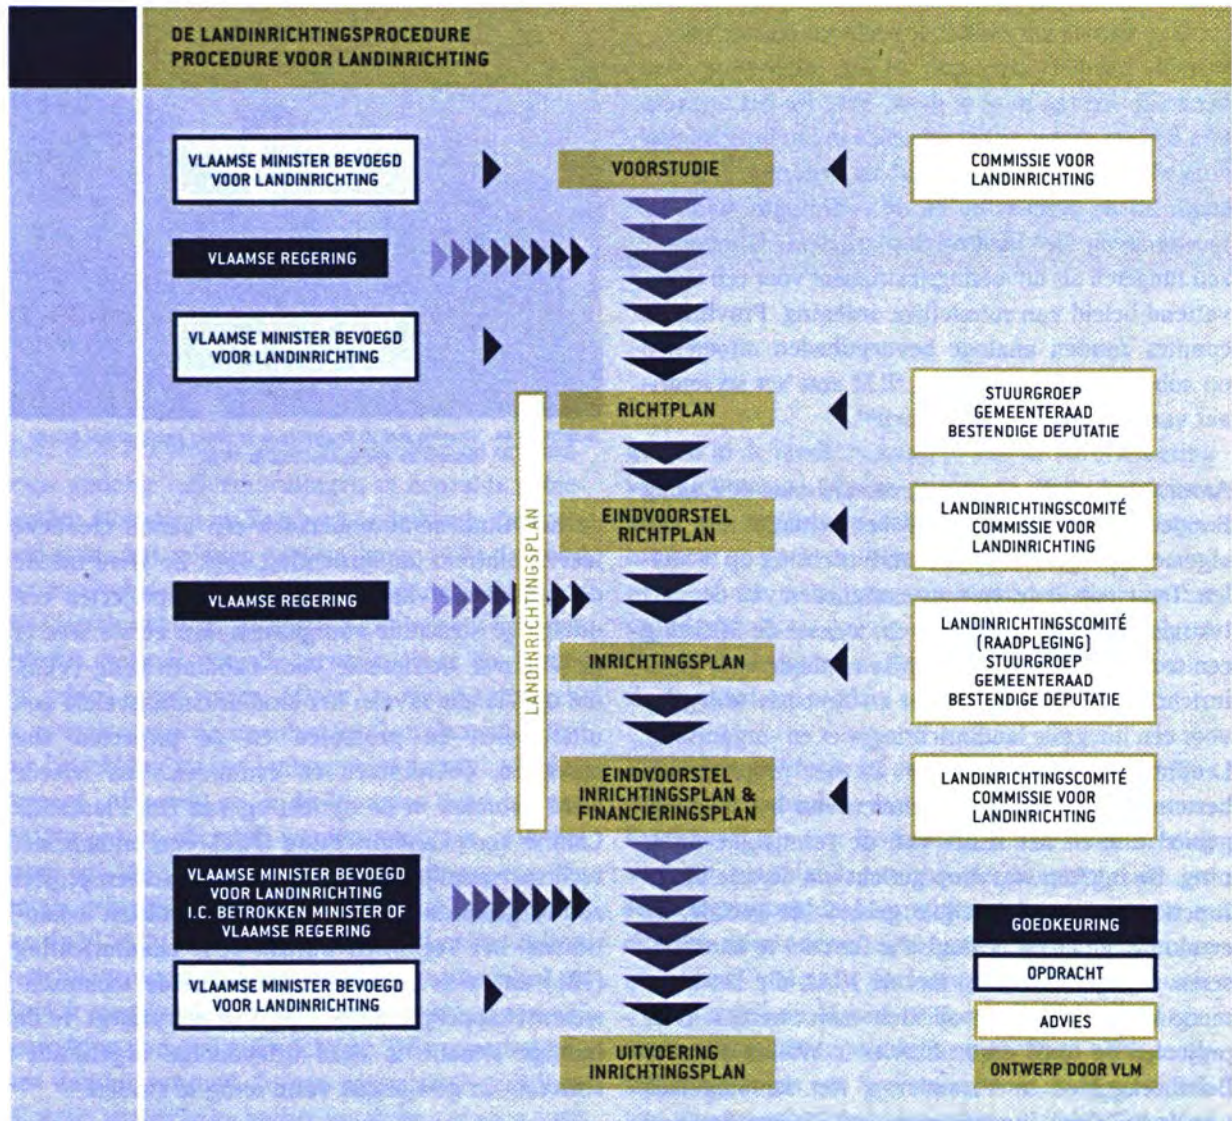 DE LANDINRICHTINGSPROCEDURE
PROCEDURE VOOR LANDINRICHTING
VLAAMSE MINISTER BEVOEGD
VOOR LANDINRICHTING
VOORSTUDIE
COMMISSIE VOOR
LANDINRICHTING
VLAAMSE REGERING
VLAAMSE MINISTER BEVOEGD
VOOR LANDINRICHTING
LANDINRICHTINGSPLAN
RICHTPLAN
STUURGROEP
GEMEENTERAAD
BESTENDIGE DEPUTATIE
EINDVOORSTEL
RICHTPLAN
LANDINRICHTINGSCOMITÉ
COMMISSIE VOOR
LANDINRICHTING
VLAAMSE REGERING
INRICHTINGSPLAN
LANDINRICHTINGSCOMITÉ
(RAADPLEGING)
STUURGROEP
GEMEENTERAAD
BESTENDIGE DEPUTATIE
EINDVOORSTEL
INRICHTINGSPLAN &
FINANCIERINGSPLAN
LANDINRICHTINGSCOMITÉ
COMMISSIE VOOR
LANDINRICHTING
VLAAMSE MINISTER BEVOEGD
VOOR LANDINRICHTING
I.C. BETROKKEN MINISTER OF
VLAAMSE REGERING
VLAAMSE MINISTER BEVOEGD
VOOR LANDINRICHTING
UITVOERING
INRICHTINGSPLAN
GOEDKEURING
OPDRACHT
ADVIES
ONTWERP DOOR VLM